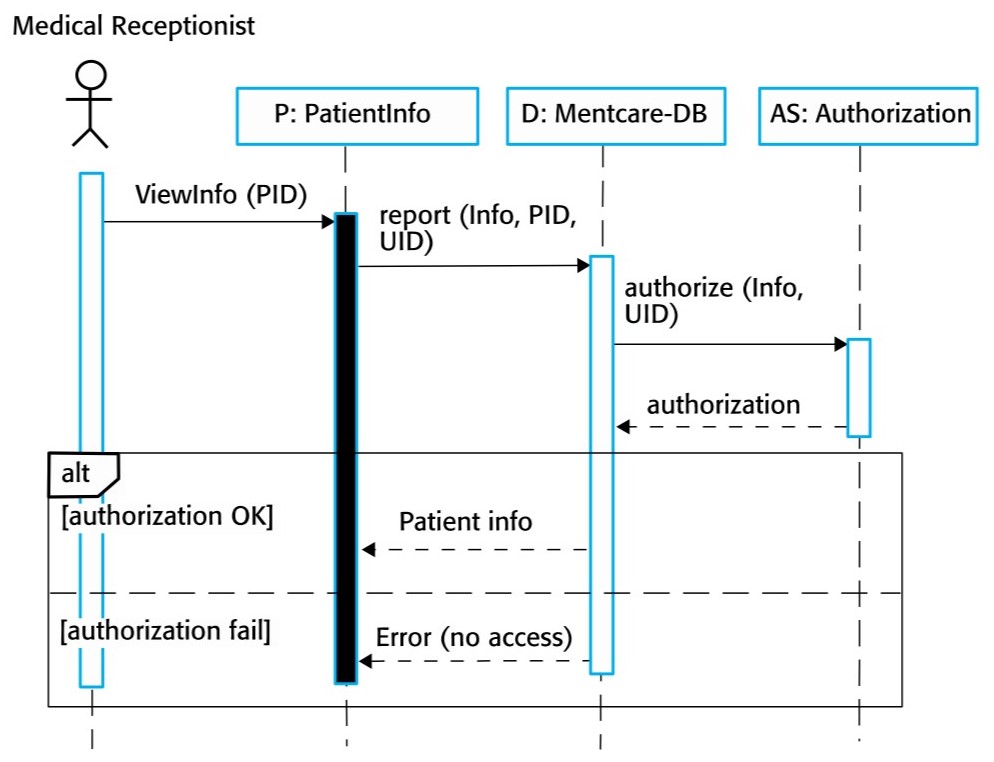 Medical Receptionist
P: PatientInfo
D: Mentcare-DB
AS: Authorization
ViewInfo (PID)
report (Info, PID,
UID)
authorize (Info,
UID)
authorization
alt
[authorization OK]
Patient info
[authorization fail]
Error (no access)